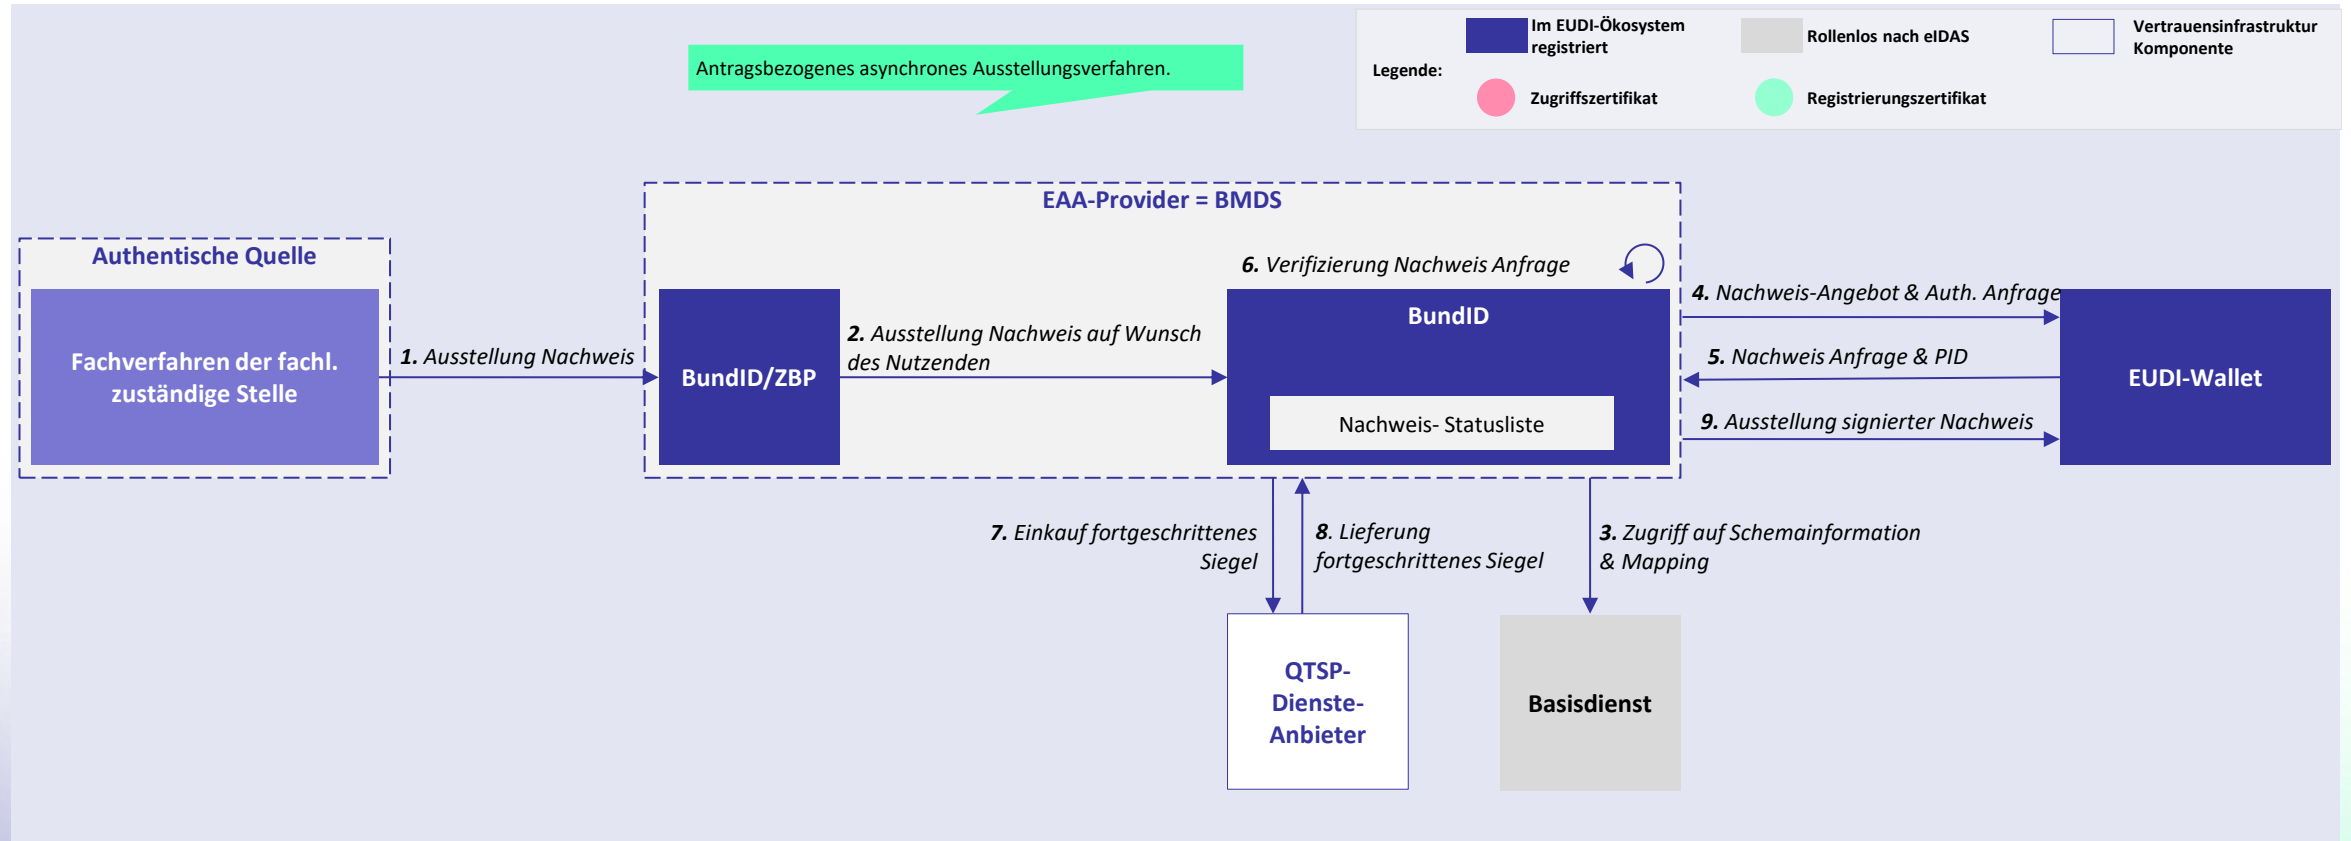 Antragsbezogenes asynchrones Ausstellungsverfahren.
Legende:
Im EUDI-Ökosystem
registriert
Rollenlos nach eIDAS
Vertrauensinfrastruktur
Komponente
Zugriffszertifikat
Registrierungszertifikat
EAA-Provider = BMDS
Authentische Quelle
Fachverfahren der fachl.
zuständige Stelle
1. Ausstellung Nachweis
BundID/ZBP
2. Ausstellung Nachweis auf Wunsch
des Nutzenden
6. Verifizierung Nachweis Anfrage
BundID
Nachweis- Statusliste
4. Nachweis-Angebot & Auth. Anfrage
5. Nachweis Anfrage & PID
9. Ausstellung signierter Nachweis
EUDI-Wallet
7. Einkauf fortgeschrittenes
Siegel
8. Lieferung
fortgeschrittenes Siegel
3. Zugriff auf Schemainformation
& Mapping
QTSP-
Dienste-
Anbieter
Basisdienst